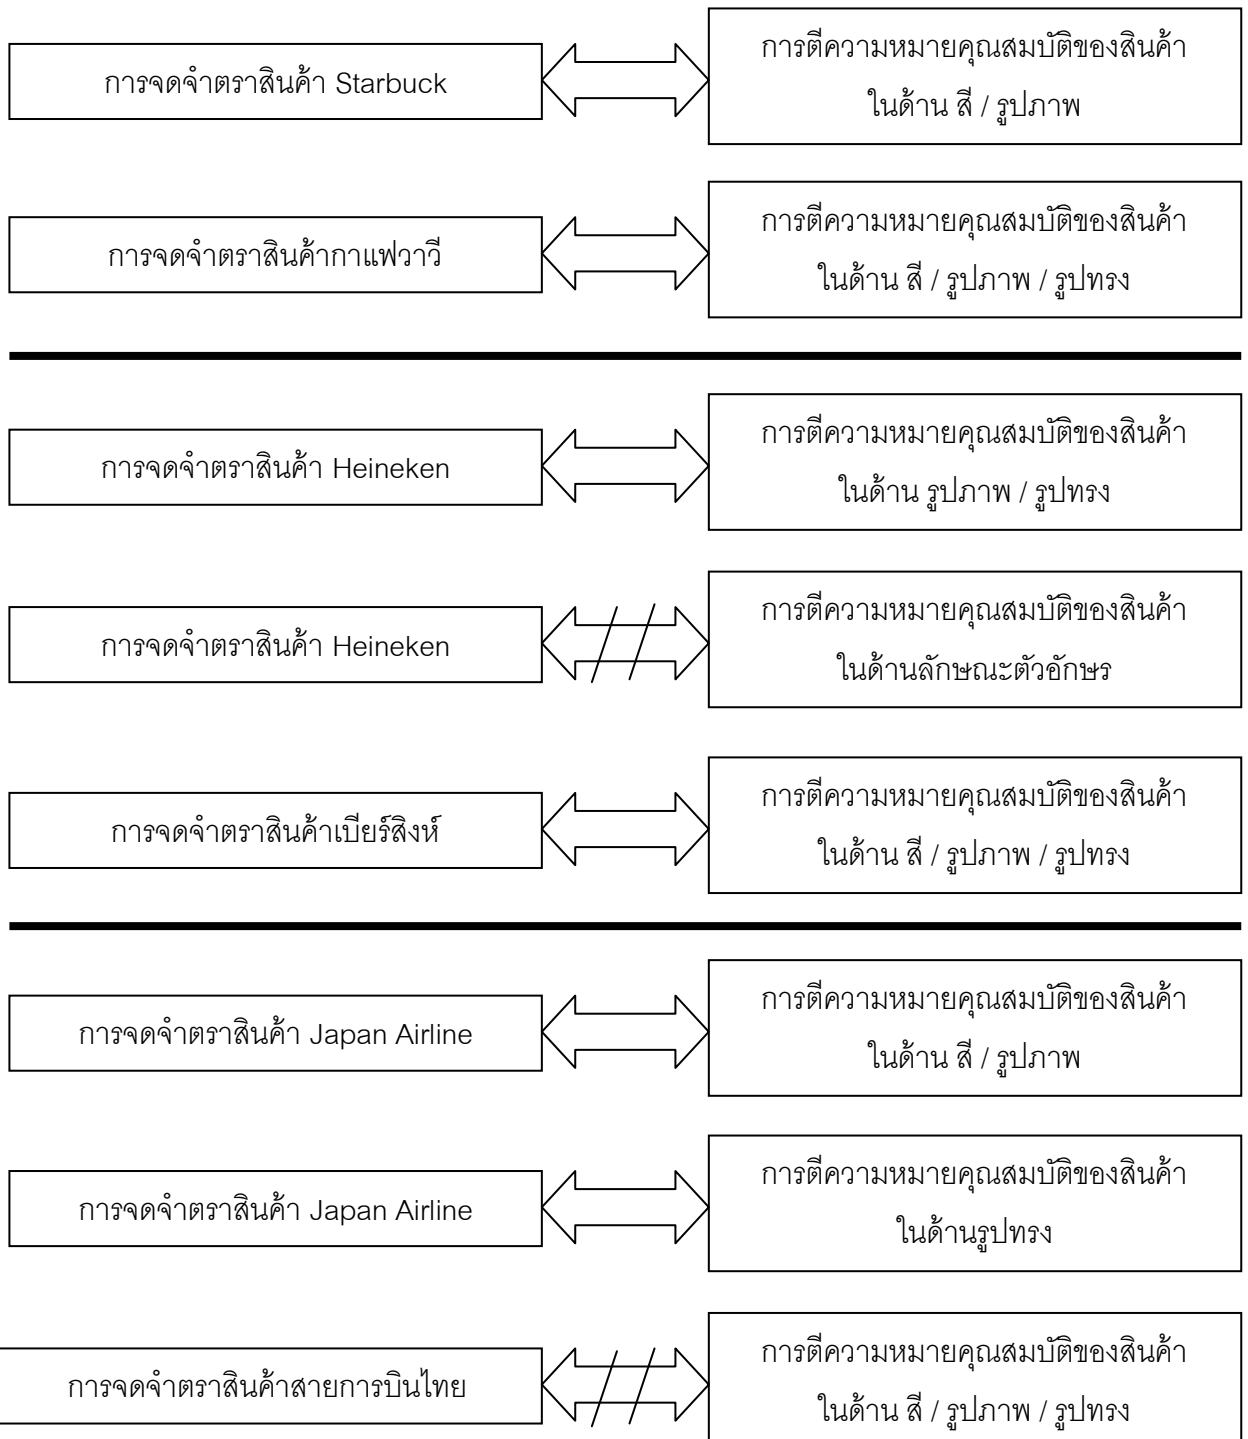 การจดจำตราสินค้า Starbuck
การตีความหมายคุณสมบัติของสินค้า
ในด้าน สี / รูปภาพ
การจดจำตราสินค้ากาแฟวาวี
การตีความหมายคุณสมบัติของสินค้า
ในด้าน สี / รูปภาพ / รูปทรง
การจดจำตราสินค้า Heineken
การตีความหมายคุณสมบัติของสินค้า
ในด้าน รูปภาพ / รูปทรง
การจดจำตราสินค้า Heineken
การตีความหมายคุณสมบัติของสินค้า
ในด้านลักษณะตัวอักษร
การจดจำตราสินค้าเบียร์สิงห์
การตีความหมายคุณสมบัติของสินค้า
ในด้าน สี / รูปภาพ / รูปทรง
การจดจำตราสินค้า Japan Airline
การตีความหมายคุณสมบัติของสินค้า
ในด้าน สี / รูปภาพ
การจดจำตราสินค้า Japan Airline
การตีความหมายคุณสมบัติของสินค้า
ในด้านรูปทรง
การจดจำตราสินค้าสายการบินไทย
การตีความหมายคุณสมบัติของสินค้า
ในด้าน สี / รูปภาพ / รูปทรง